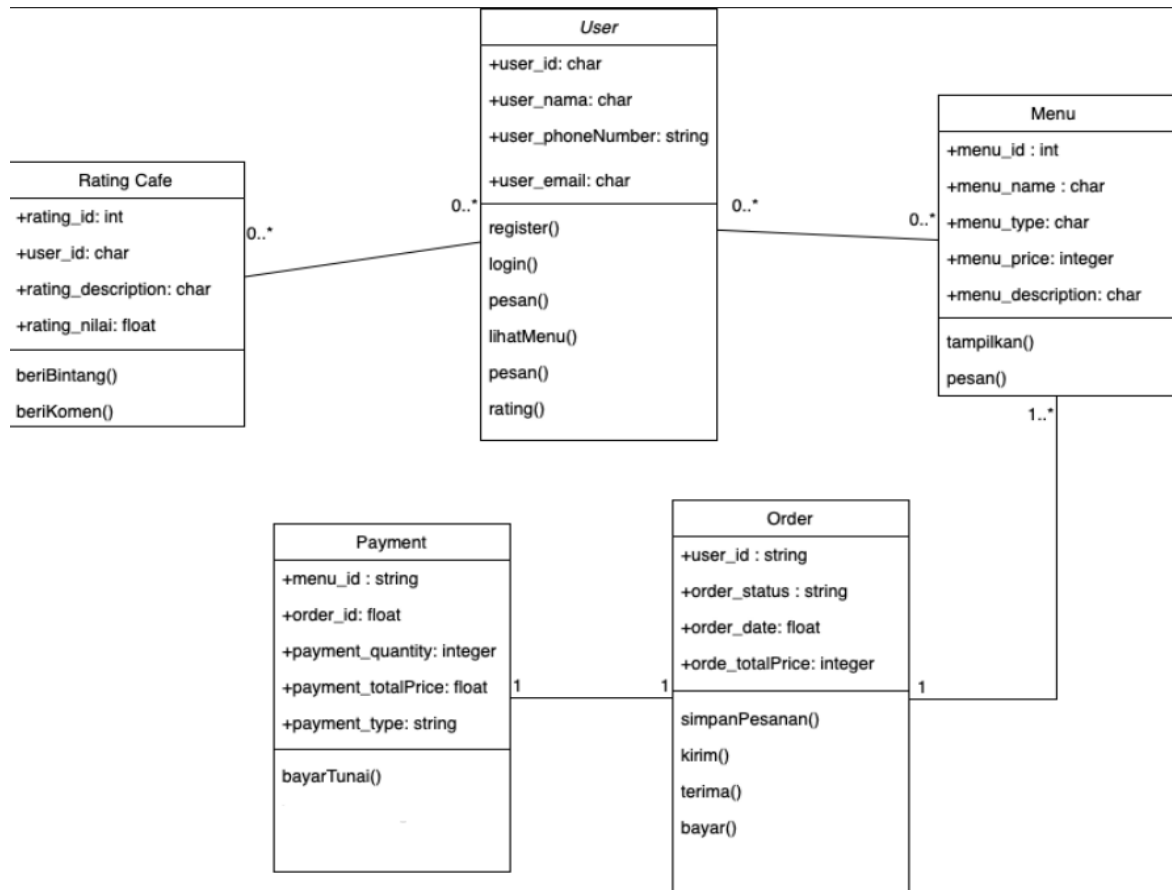 User
+user_id: char
+user_nama: char
+user_phoneNumber: string
+user_email: char
register()
login()
pesan()
lihatMenu()
pesan()
rating()
Menu
+menu_id : int
+menu_name : char
+menu_type: char
+menu_price: integer
+menu_description: char
tampilkan()
pesan()
Rating Cafe
+rating_id: int
+user_id: char
+rating_description: char
+rating_nilai: float
beriBintang()
beriKomen()
0..*
0..*
0..*
0..*
1..*
Payment
+menu_id : string
+order_id: float
+payment_quantity: integer
+payment_totalPrice: float
+payment_type: string
bayarTunai()
1
1
Order
+user_id : string
+order_status : string
+order_date: float
+orde_totalPrice: integer
simpanPesanan()
kirim()
terima()
bayar()
1